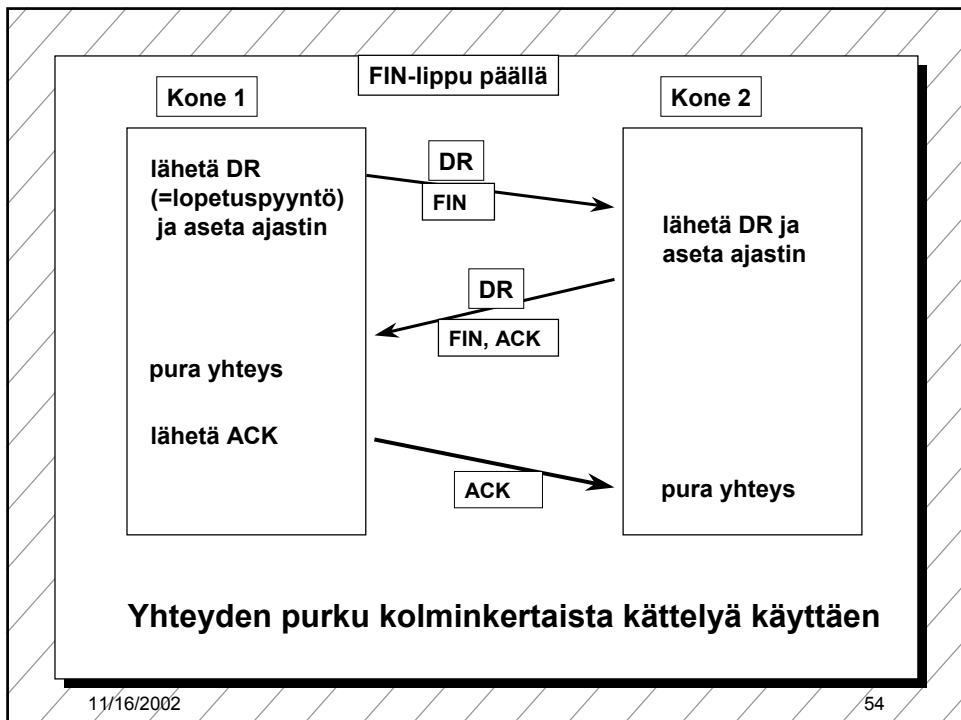 FIN-lippu päällä
Kone 1
Kone 2
lähetä DR
(=lopetuspyyntö)
ja aseta ajastin
DR
FIN
lähetä DR ja
aseta ajastin
DR
FIN, ACK
pura yhteys
lähetä ACK
ACK
pura yhteys
Yhteyden purku kolminkertaista kättelyä käyttäen
11/16/2002
54